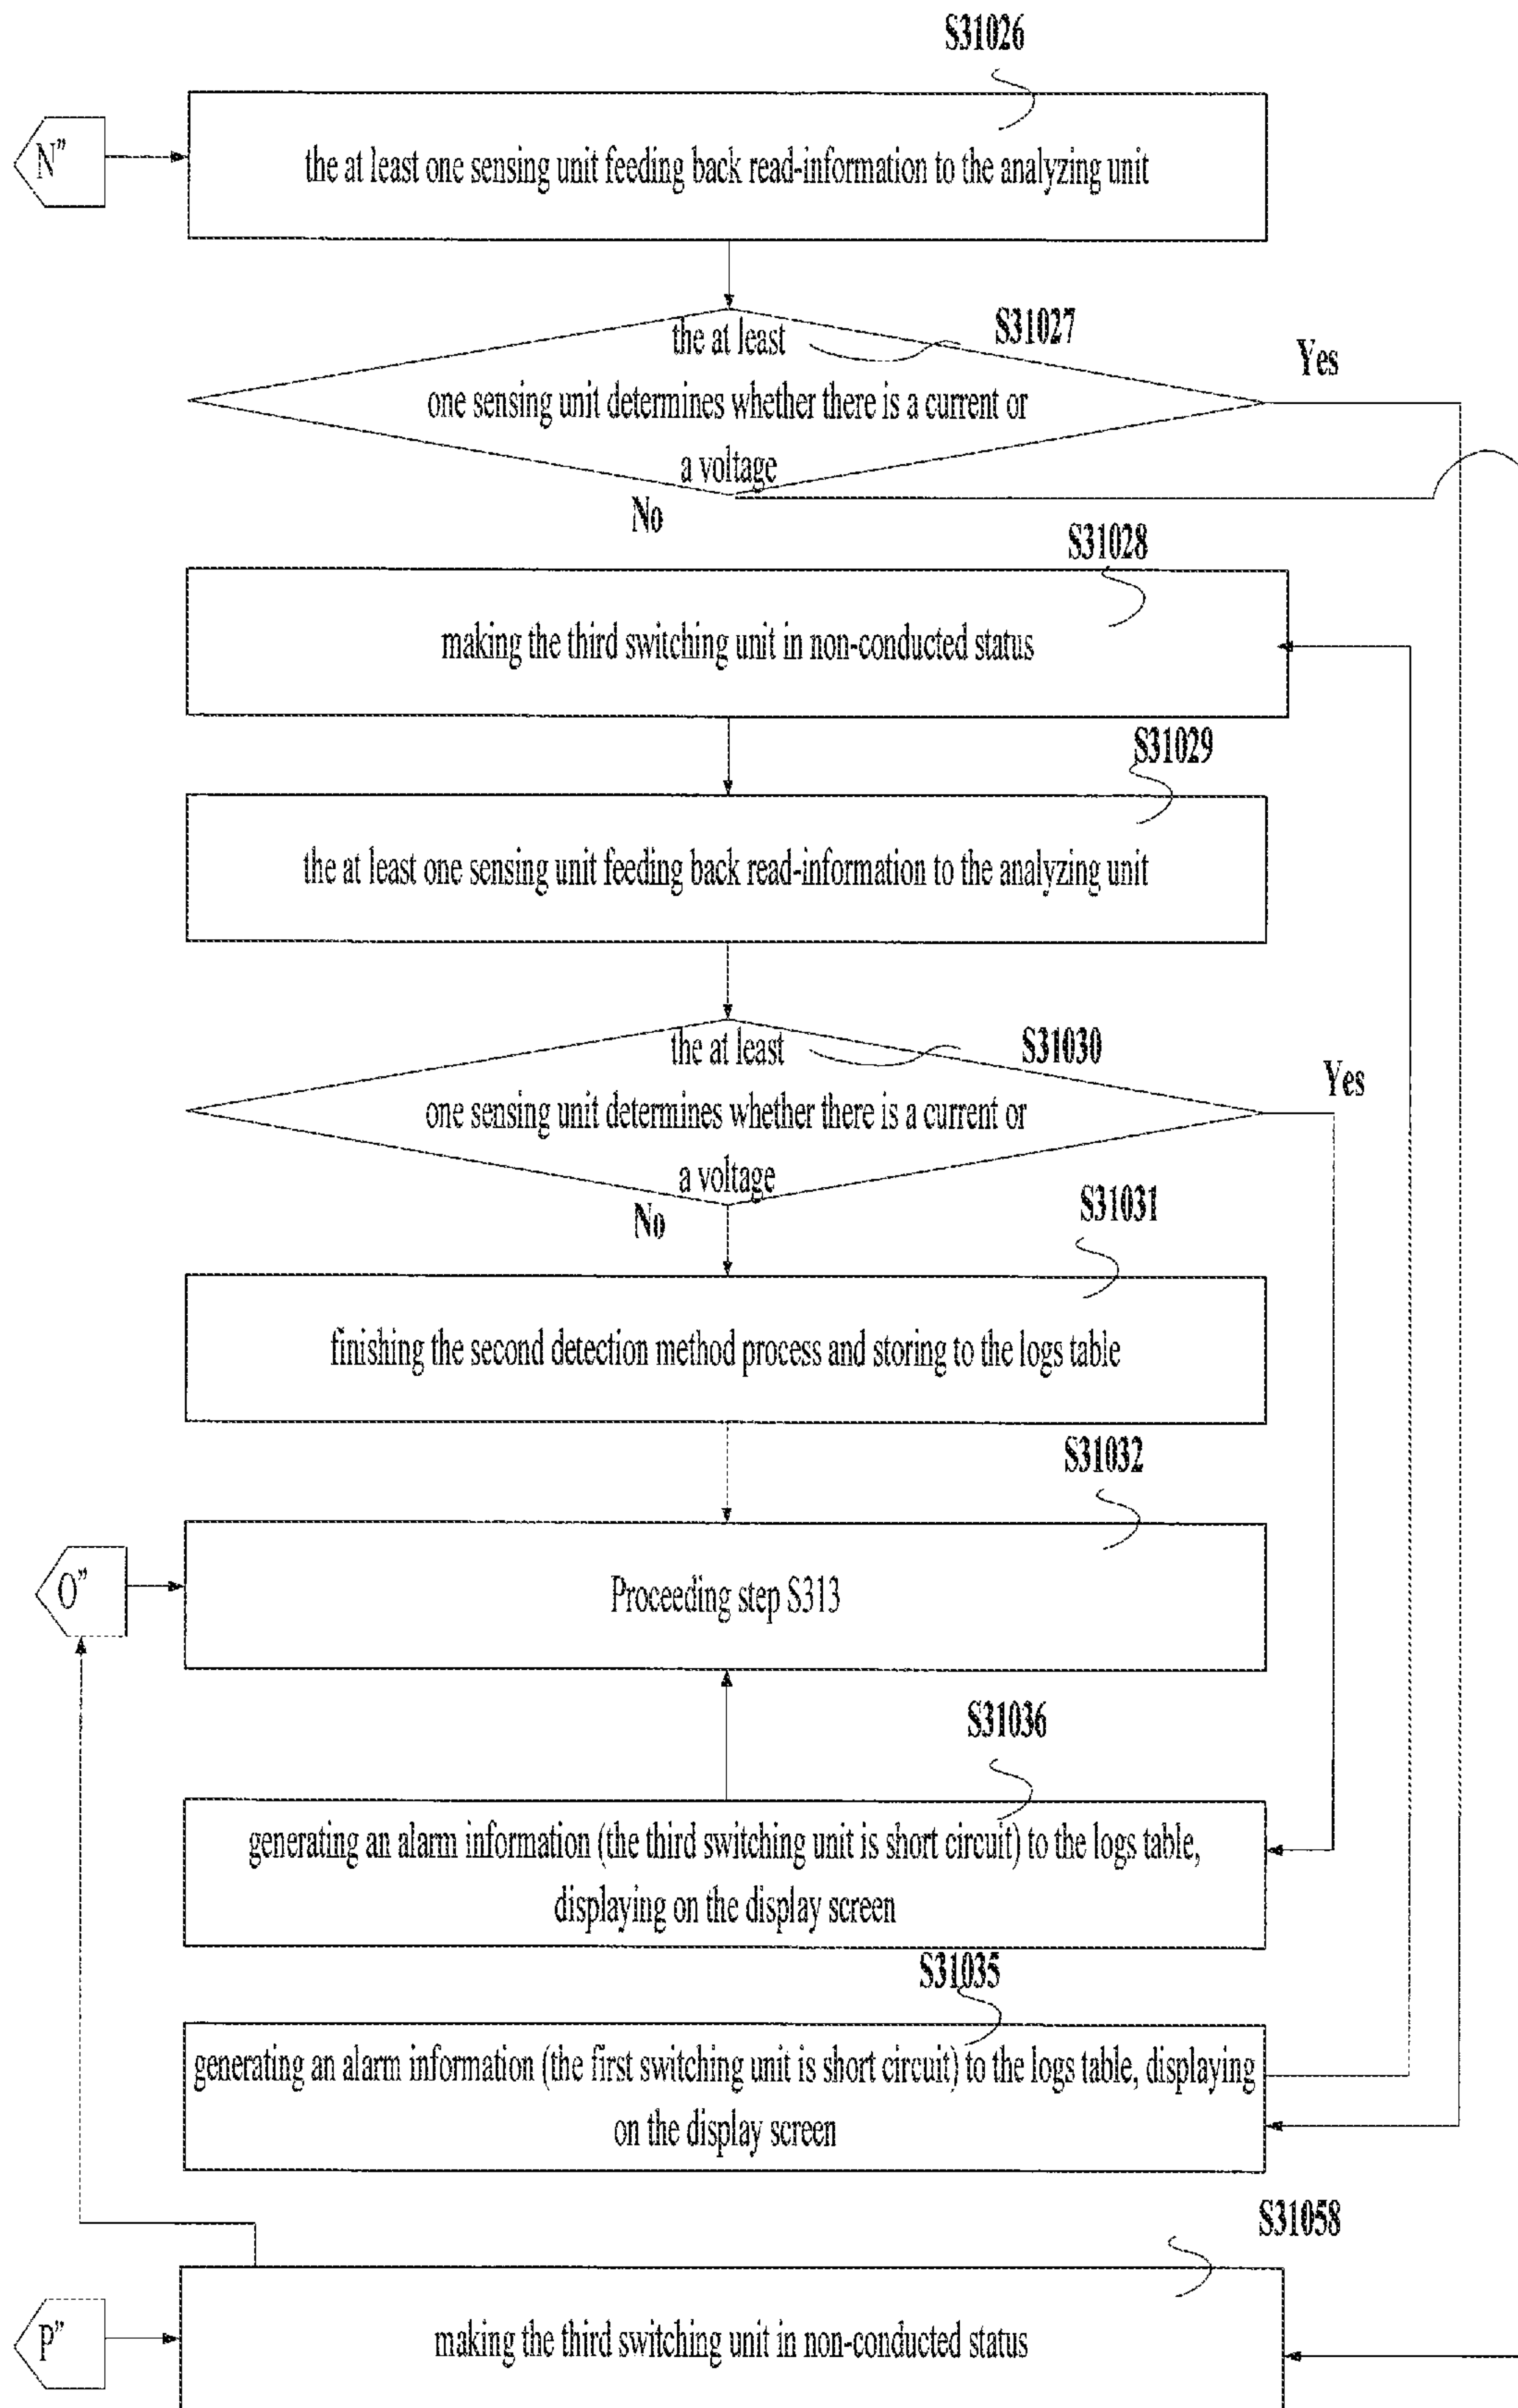 S31026
N”
the at least one sensing unit feeding back read-information to the analyzing unit
S31027
the at least
Yes
one sensing unit determines whether there is a current or
a voltage
No
S31028
making the third switching unit in non-conducted status
S31029
the at least one sensing unit feeding back read-information to the analyzing unit
S31030
the at least
Yes
one sensing unit determines whether there is a current or
a voltage
No
S31031
finishing the second detection method process and storing to the logs table
S31032
O”
Proceeding step S313
S31036
generating an alarm information (the third switching unit is short circuit) to the logs table,
displaying on the display screen
S31035
generating an alarm information (the first switching unit is short circuit) to the logs table, displaying
on the display screen
S31058
P”
making the third switching unit in non-conducted status